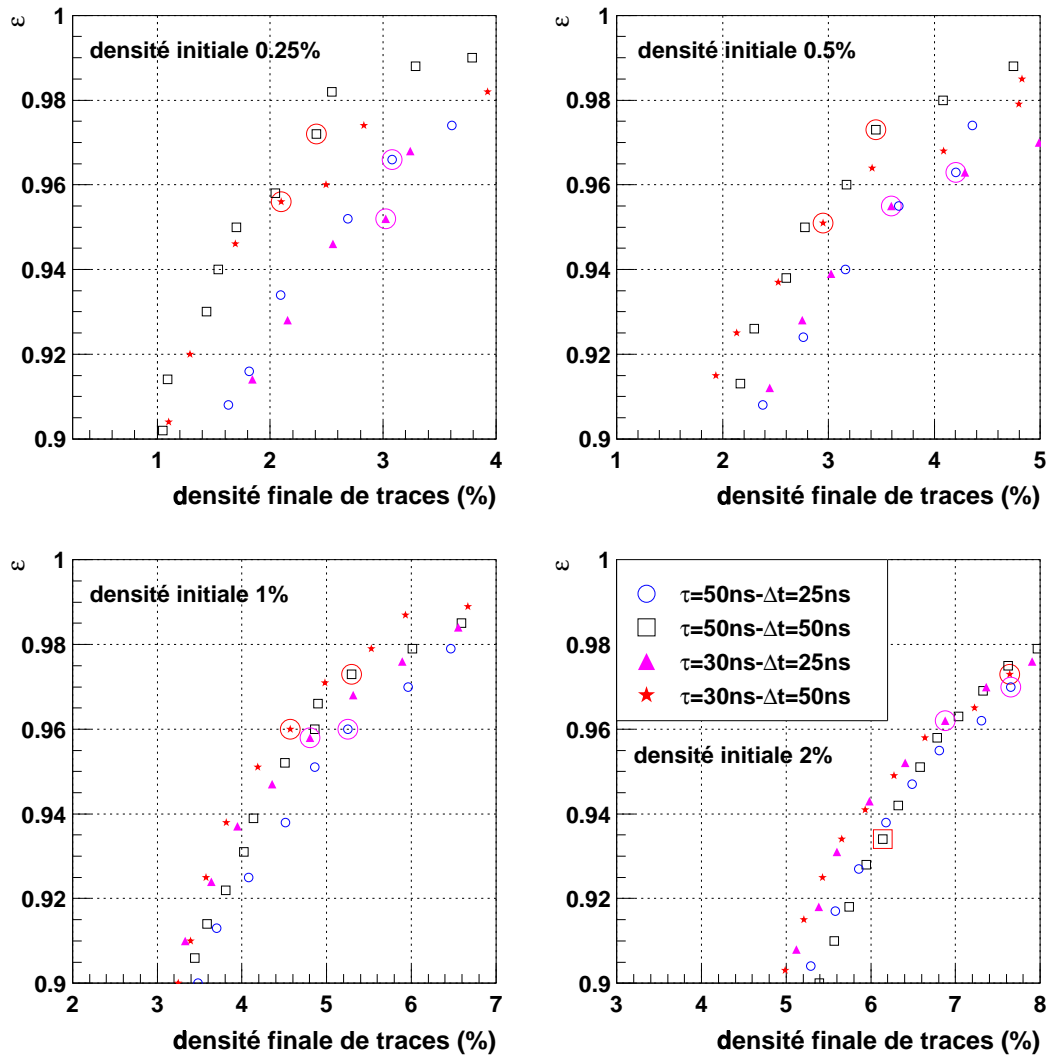 ε
1
densité initiale 0.25%
0.98
0.96
0.94
0.92
0.9
1 2 3 4
densité finale de traces (%)
ε
1
densité initiale 0.5%
0.98
0.96
0.94
0.92
0.9
1 2 3 4 5
densité finale de traces (%)
ε
1
densité initiale 1%
0.98
0.96
0.94
0.92
0.9
2 3 4 5 6 7
densité finale de traces (%)
ε
1
τ=50ns-Δt=25ns
τ=50ns-Δt=50ns
τ=30ns-Δt=25ns
τ=30ns-Δt=50ns
densité initiale 2%
0.98
0.96
0.94
0.92
0.9
3 4 5 6 7 8
densité finale de traces (%)